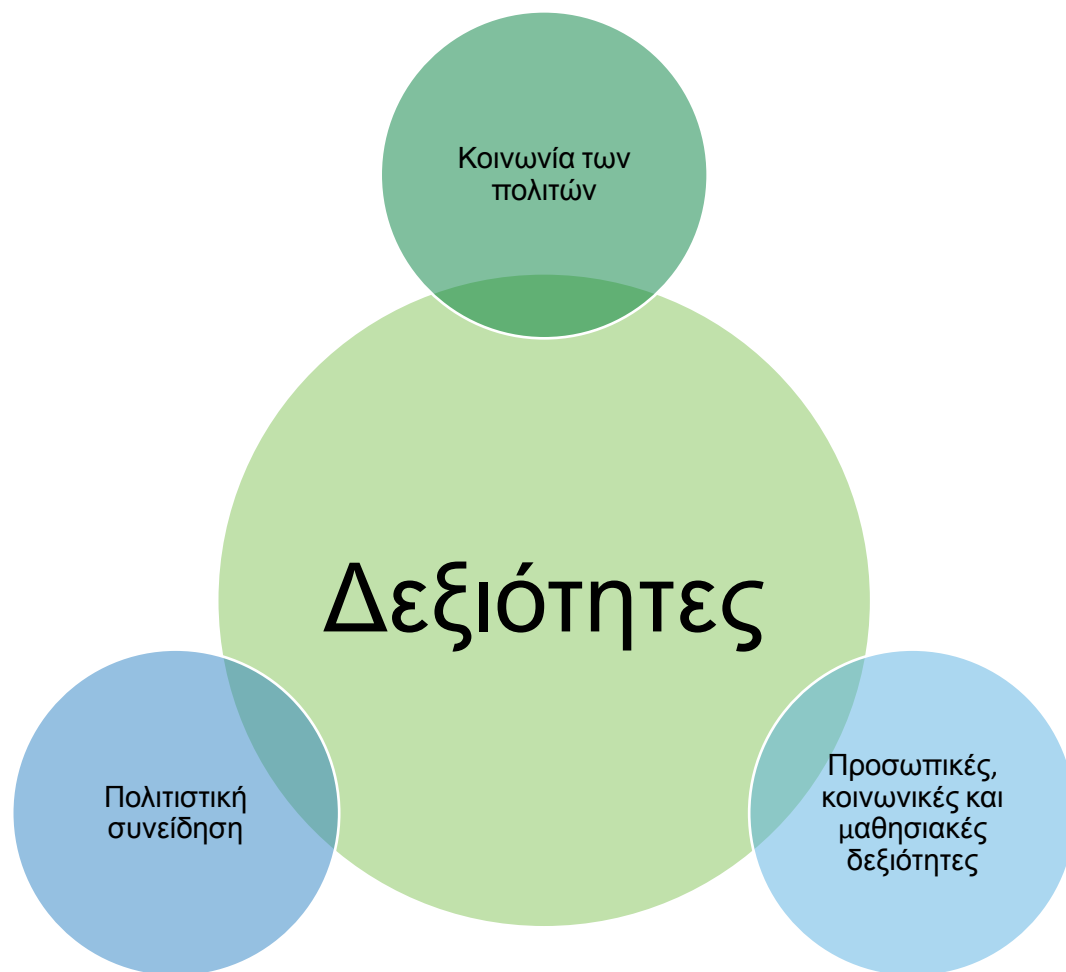 Κοινωνία των
πολιτών
Δεξιότητες
Πολιτιστική
συνείδηση
Προσωπικές,
κοινωνικές και
μαθησιακές
δεξιότητες